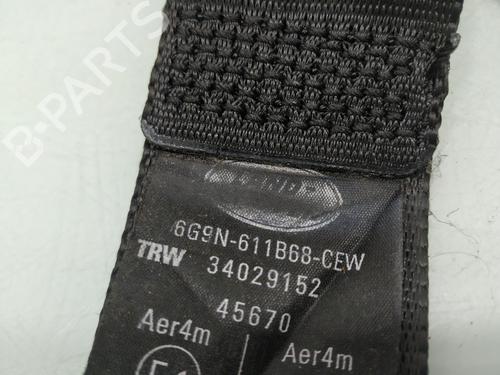 B-PARTS
6G9N-611B68-CEW
TRW 34029152
45670
Aer4m
Aer4m